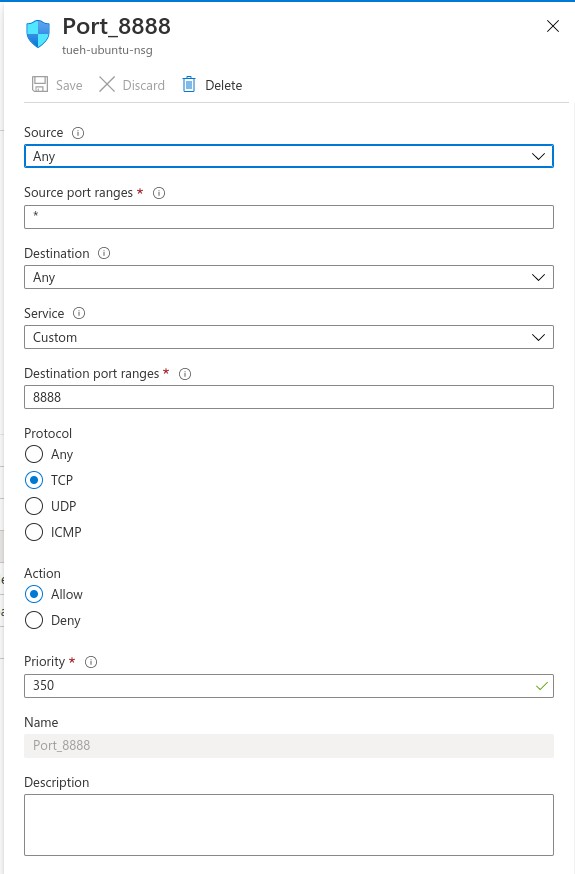 Port_8888
tueh-ubuntu-nsg
Save Discard Delete
Source
Any
Source port ranges *
*
Destination
Any
Service
Custom
Destination port ranges *
8888
Protocol
Any
TCP
UDP
ICMP
Action
Allow
Deny
Priority *
350
Name
Port_8888
Description